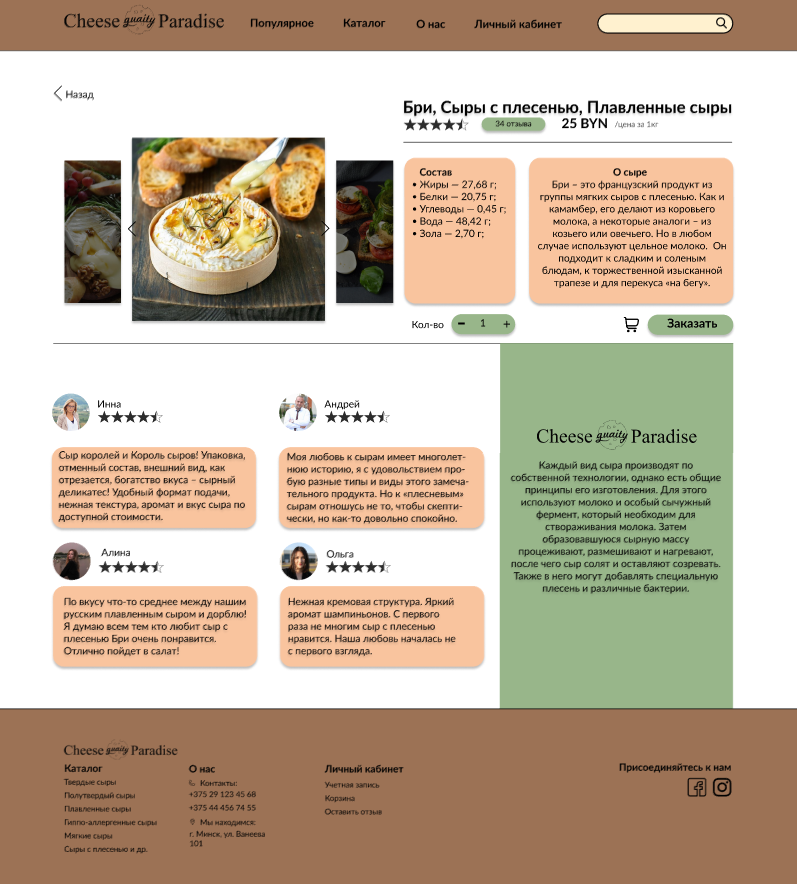 Cheese guaity Paradise
Популярное
Каталог
О нас
Личный кабинет
Назад
Бри, Сыры с плесенью, Плавленные сыры
34 отзыва
25 BYN
/цена за 1кг
Состав
• Жиры — 27,68 г;
• Белки — 20,75 г;
• Углеводы — 0,45 г;
• Вода — 48,42 г;
• Зола — 2,70 г;
О сыре
Бри – это французский продукт из
группы мягких сыров с плесенью. Как и
камамбер, его делают из коровьего
молока, а некоторые аналоги – из
козьего или овечьего. Но в любом
случае используют цельное молоко. Он
подходит к сладким и соленым
блюдам, к торжественной изысканной
трапезе и для перекуса «на бегу».
Кол-во
1
Заказать
Инна
Сыр королей и Король сыров! Упаковка,
отменный состав, внешний вид, как
отрезается, богатство вкуса – сырный
деликатес! Удобный формат подачи,
нежная текстура, аромат и вкус сыра по
доступной стоимости.
Андрей
Моя любовь к сырам имеет многолет-
нюю историю, я с удовольствием про-
бую разные типы и виды этого замеча-
тельного продукта. Но к «плесневым»
сырам отношусь не то, чтобы скепти-
чески, но как-то довольно спокойно.
Алина
По вкусу что-то среднее между нашим
русским плавленным сыром и дорблю!
Я думаю всем тем кто любит сыр с
плесенью Бри очень понравится.
Отлично пойдет в салат!
Ольга
Нежная кремовая структура. Яркий
аромат шампиньонов. С первого
раза не многим сыр с плесенью
нравится. Наша любовь началась не
с первого взгляда.
Cheese guaity Paradise
Каждый вид сыра производят по
собственной технологии, однако есть общие
принципы его изготовления. Для этого
используют молоко и особый сычужный
фермент, который необходим для
створаживания молока. Затем
образовавшуюся сырную массу
процеживают, размешивают и нагревают,
после чего сыр солят и оставляют созревать.
Также в него могут добавлять специальную
плесень и различные бактерии.
Cheese guaity Paradise
Каталог
Твердые сыры
Полутвердый сыры
Плавленные сыры
Гиппо-аллергенные сыры
Мягкие сыры
Сыры с плесенью и др.
О нас
Контакты:
+375 29 123 45 68
+375 44 456 74 55
Мы находимся:
г. Минск, ул. Ванеева
101
Личный кабинет
Учетная запись
Корзина
Оставить отзыв
Присоединяйтесь к нам